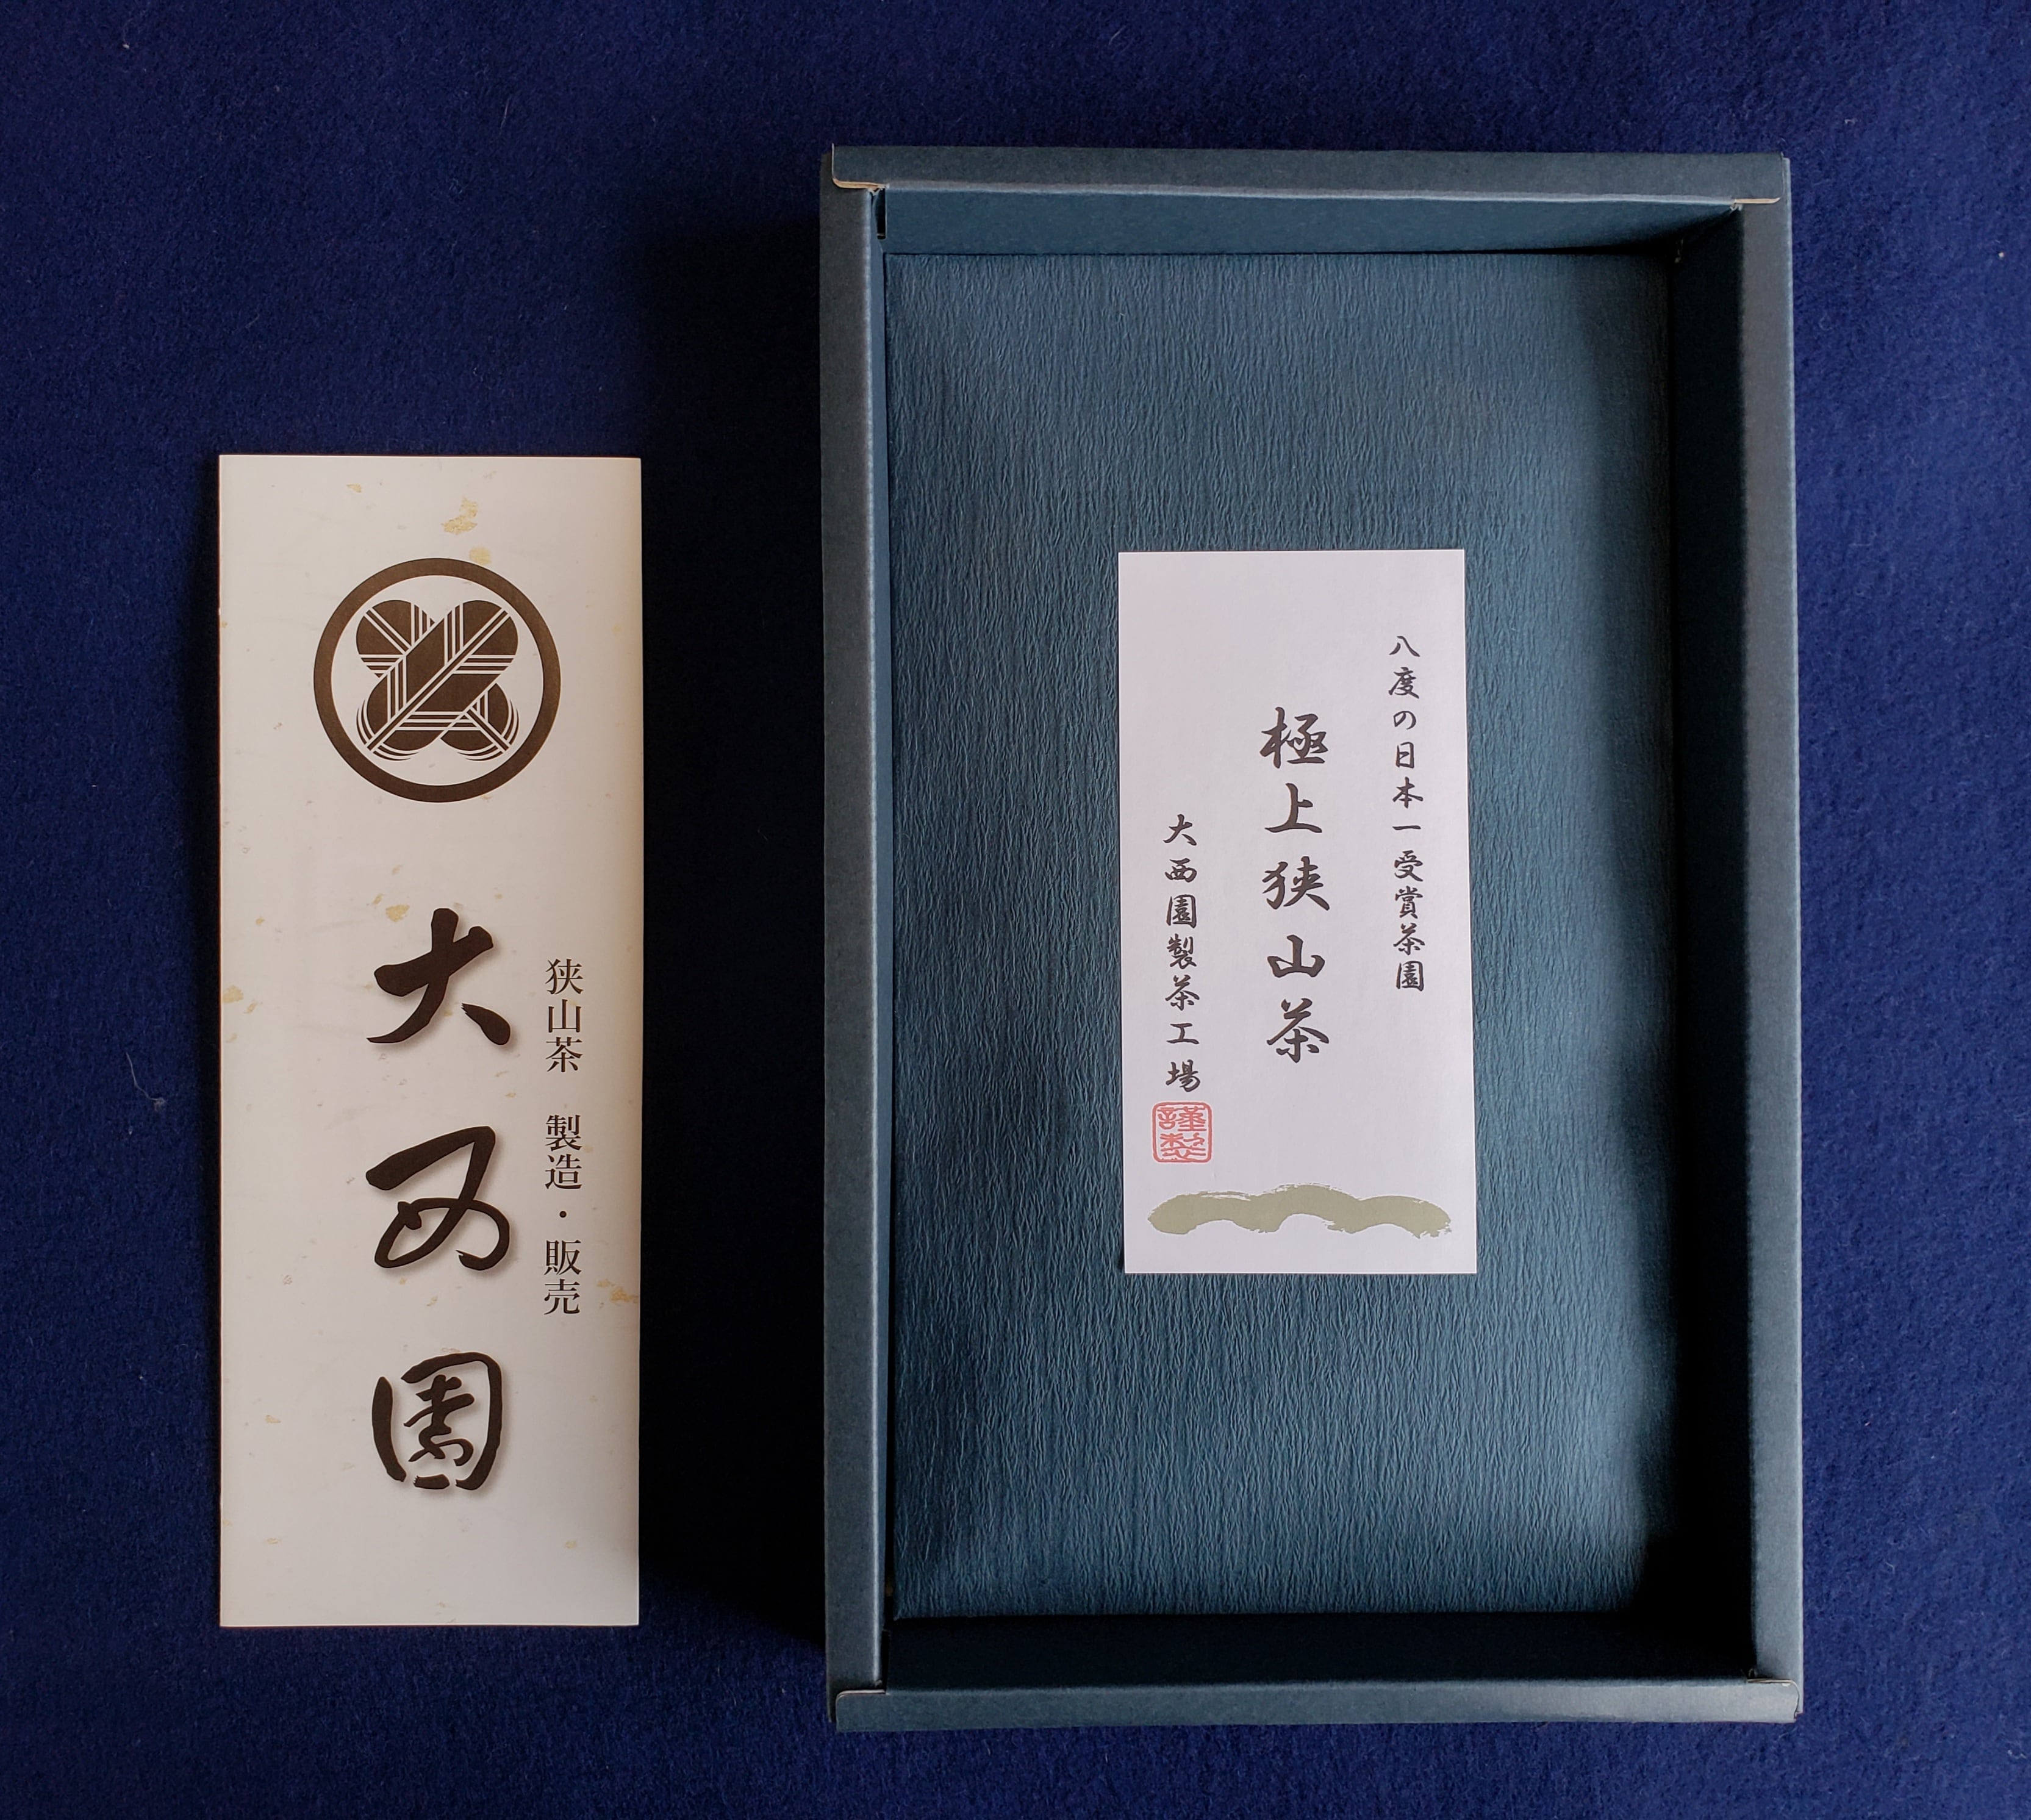 狭山茶　製造・販売
大西園
八度の日本一受賞茶園
極上狭山茶
大西園製茶工場
謹製